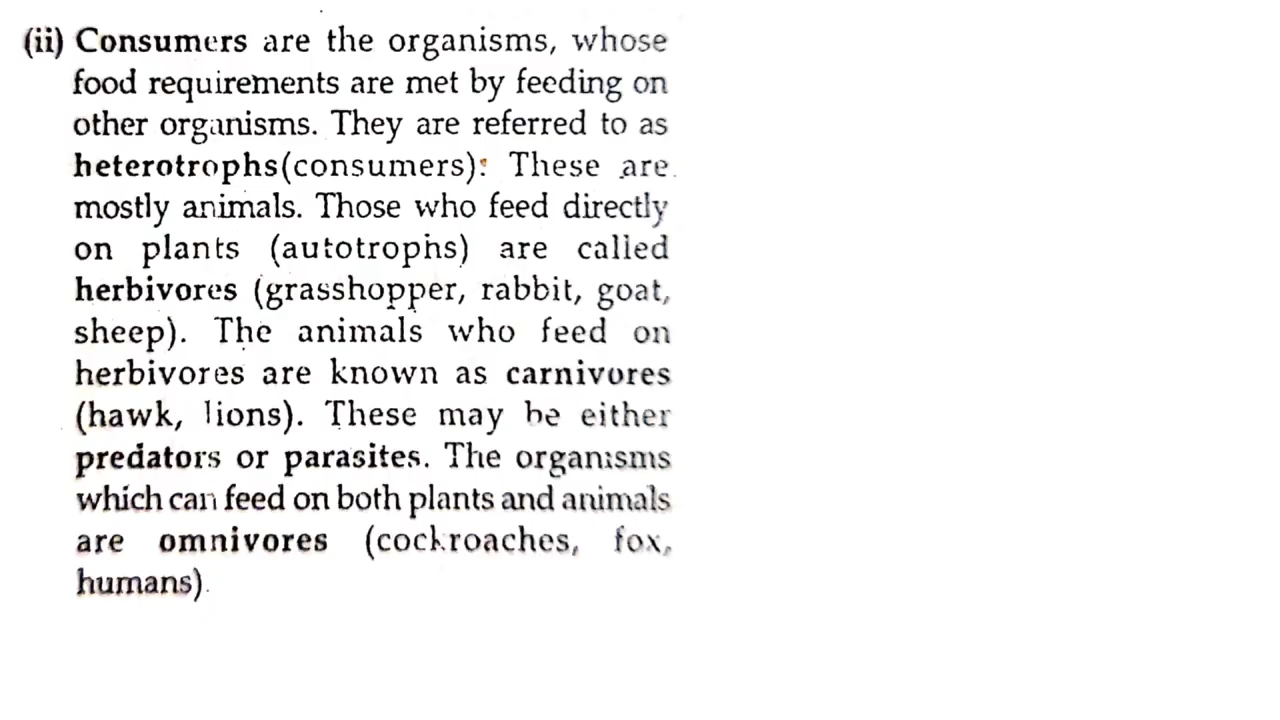 (ii) Consumers are the organisms, whose
food requirements are met by feeding on
other organisms. They are referred to as
heterotrophs(consumers): These are
mostly animals. Those who feed directly
on plants (autotrophs) are called
herbivores (grasshopper, rabbit, goat,
sheep). The animals who feed on
herbivores are known as carnivores
(hawk, lions). These may be either
predators or parasites. The organisms
which can feed on both plants and animals
are omnivores (cockroaches, fox,
humans).